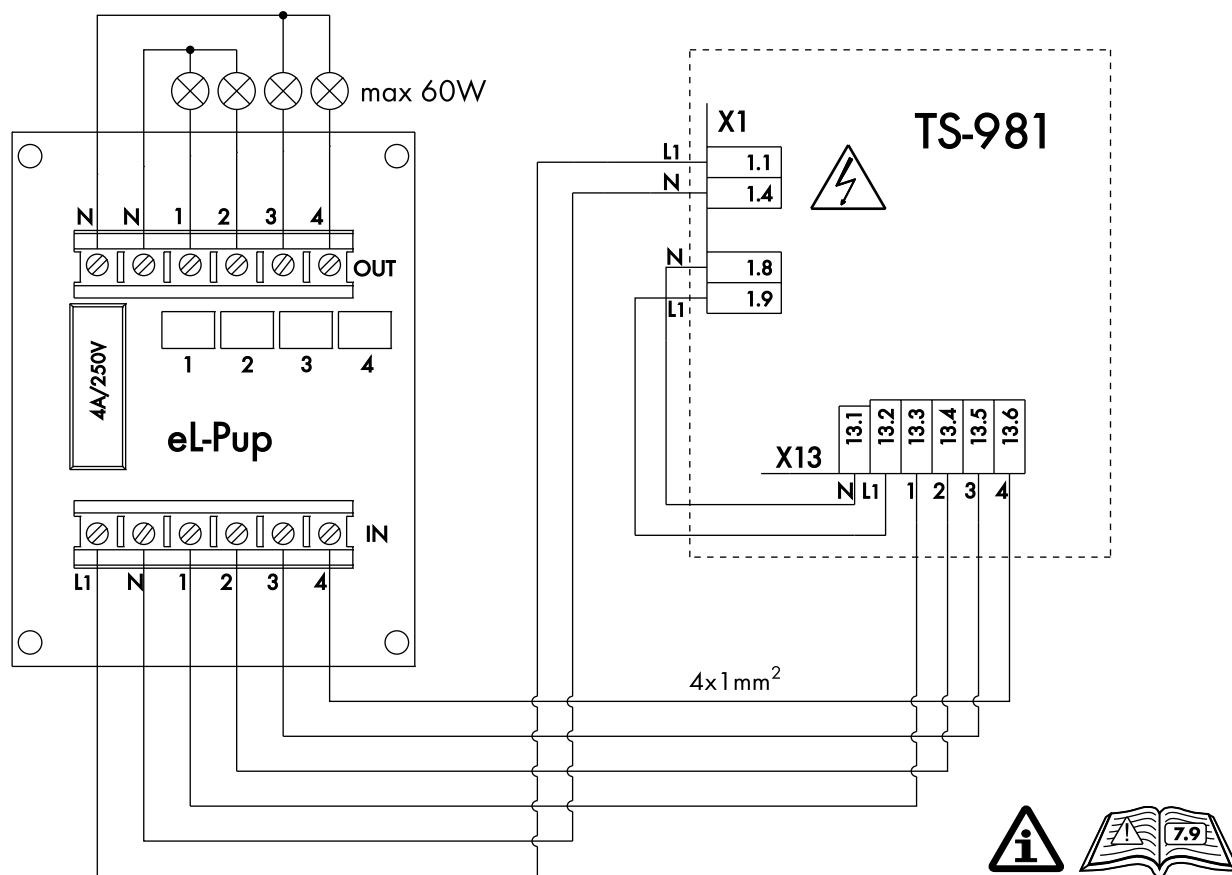 max 60W
N N 1 2 3 4
OUT
4A/250V
1 2 3 4
eL-Pup
IN
L1 N 1 2 3 4
TS-981
X1
L1 1.1
N 1.4
N 1.8
L1 1.9
13.1 13.2 13.3 13.4 13.5 13.6
X13
N L1 1 2 3 4
4x1mm²
i
! 7.9